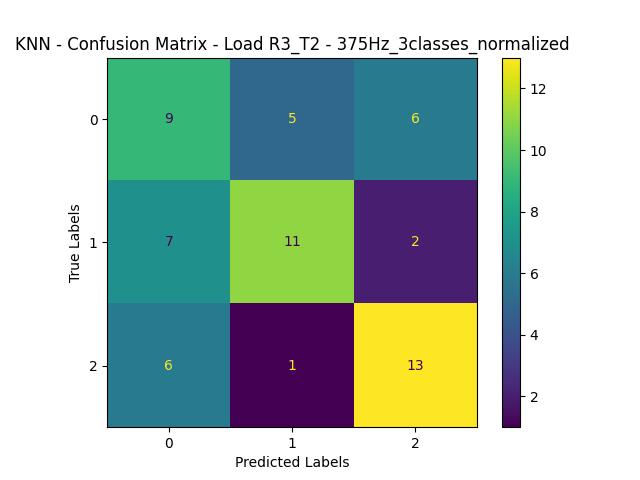 KNN - Confusion Matrix - Load R3_T2 - 375Hz_3classes_normalized
0 9 5 6
1 7 11 2
2 6 1 13
0 1 2
True Labels
Predicted Labels
12
10
8
6
4
2